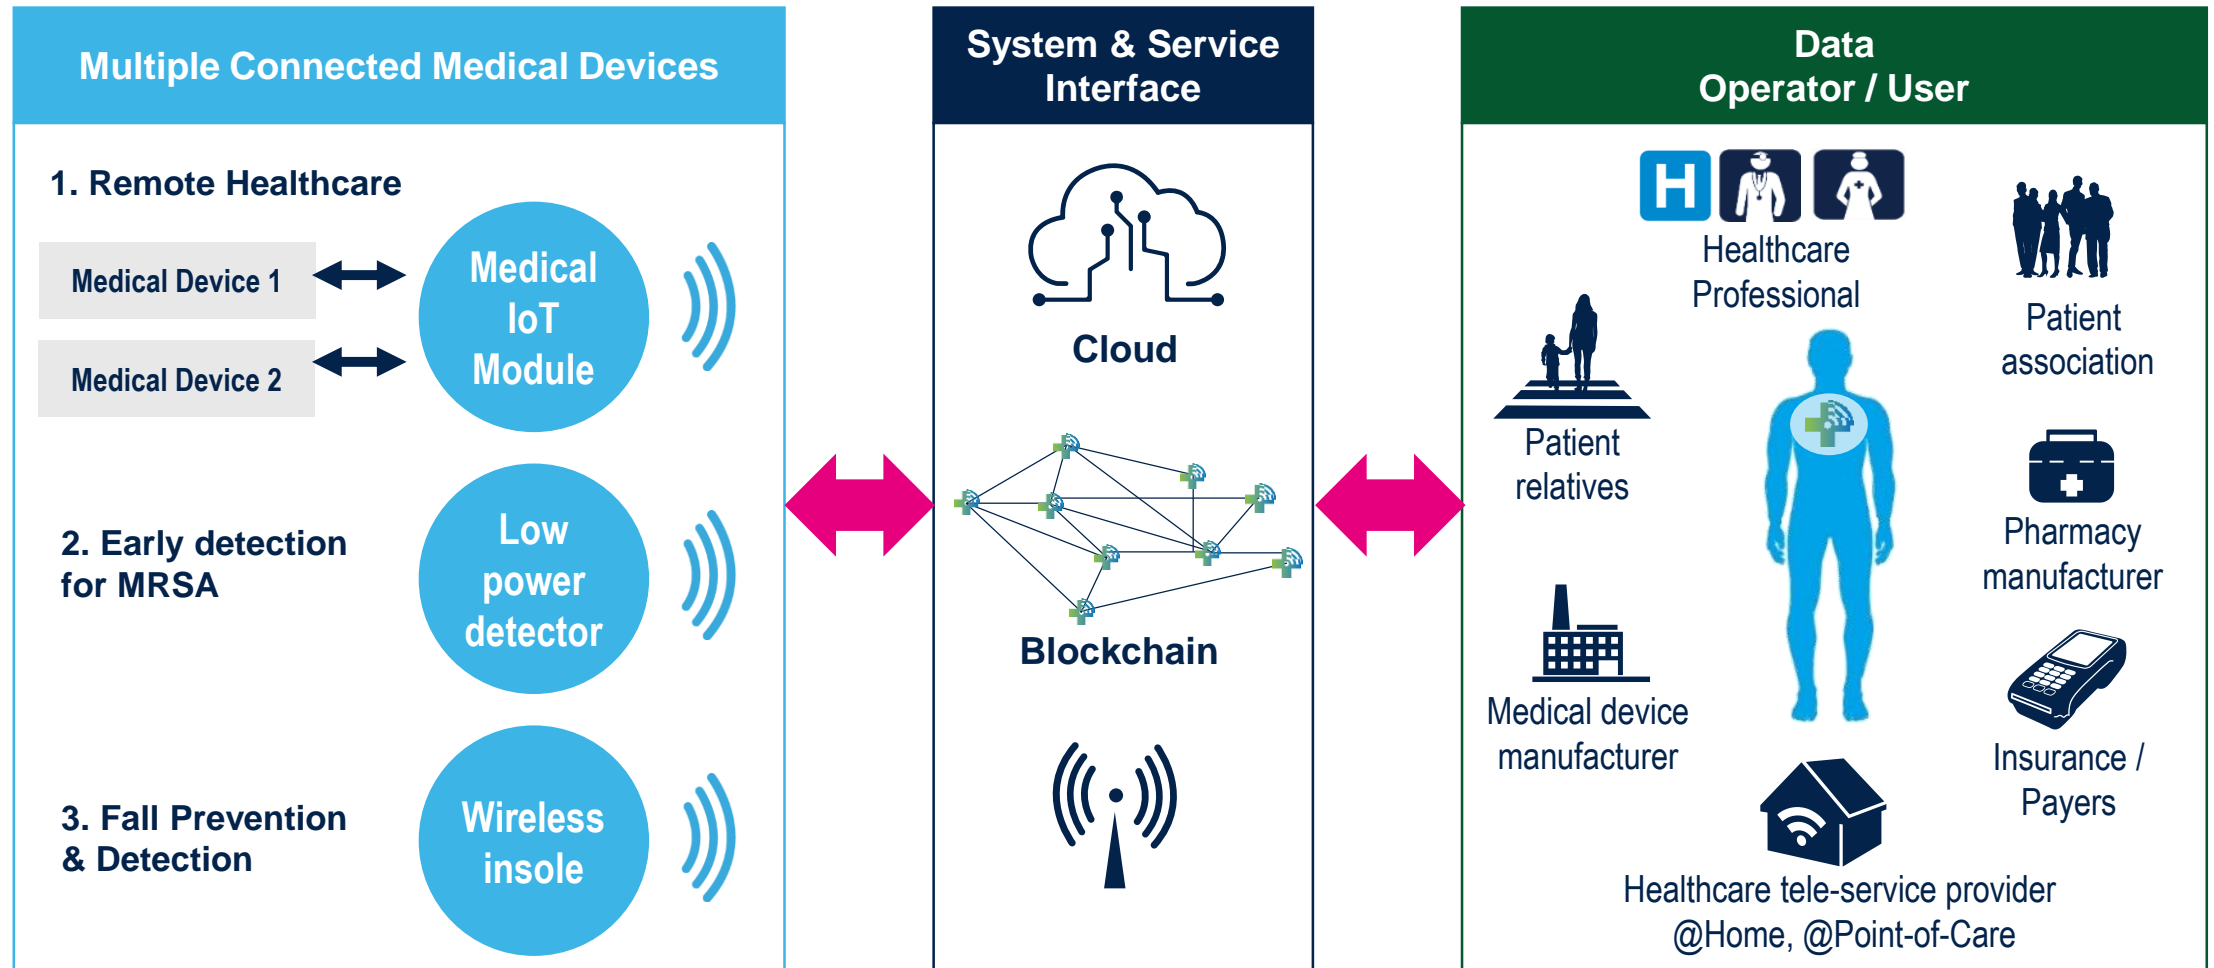 Multiple Connected Medical Devices
1. Remote Healthcare
Medical Device 1
Medical Device 2
Medical
IoT
Module
2. Early detection
for MRSA
Low
power
detector
3. Fall Prevention
& Detection
Wireless
insole
System & Service
Interface
Cloud
Blockchain
Data
Operator / User
H
Healthcare
Professional
Patient
association
Patient
relatives
Pharmacy
manufacturer
Medical device
manufacturer
Insurance /
Payers
Healthcare tele-service provider
@Home, @Point-of-Care